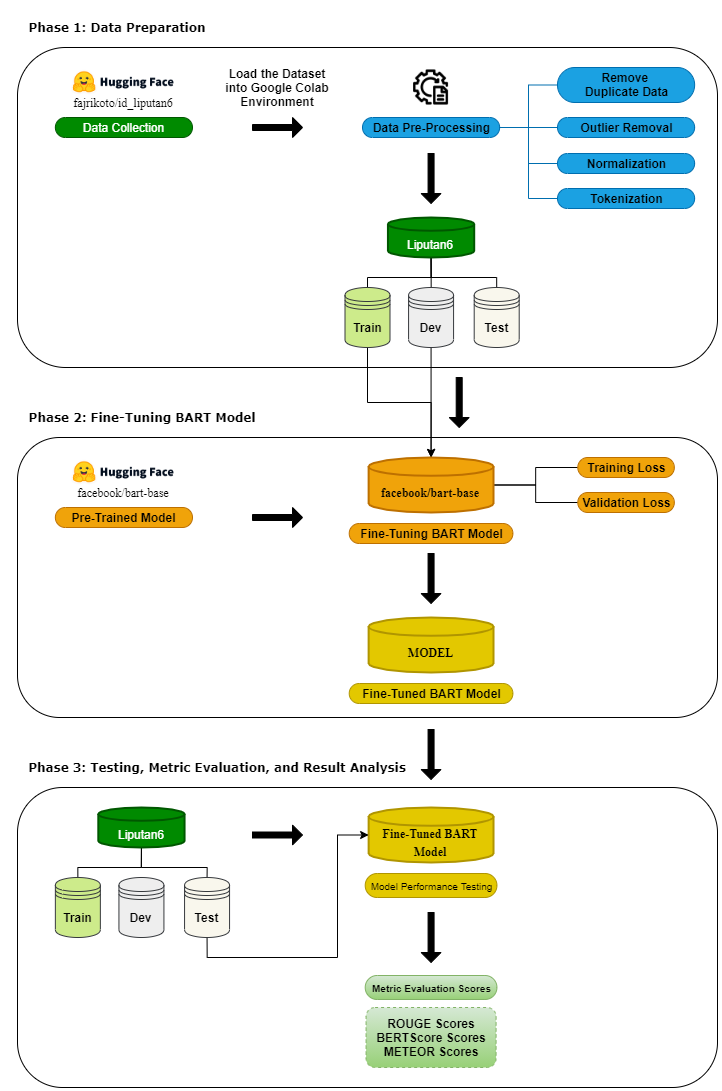 Phase 1: Data Preparation
Hugging Face
fajrikoto/id_liputan6
Data Collection
Load the Dataset
into Google Colab
Environment
Data Pre-Processing
Remove
Duplicate Data
Outlier Removal
Normalization
Tokenization
Liputan6
Train
Dev
Test
Phase 2: Fine-Tuning BART Model
Hugging Face
facebook/bart-base
Pre-Trained Model
facebook/bart-base
Fine-Tuning BART Model
Training Loss
Validation Loss
MODEL
Fine-Tuned BART Model
Phase 3: Testing, Metric Evaluation, and Result Analysis
Liputan6
Train
Dev
Test
Fine-Tuned BART
Model
Model Performance Testing
Metric Evaluation Scores
ROUGE Scores
BERTScore Scores
METEOR Scores